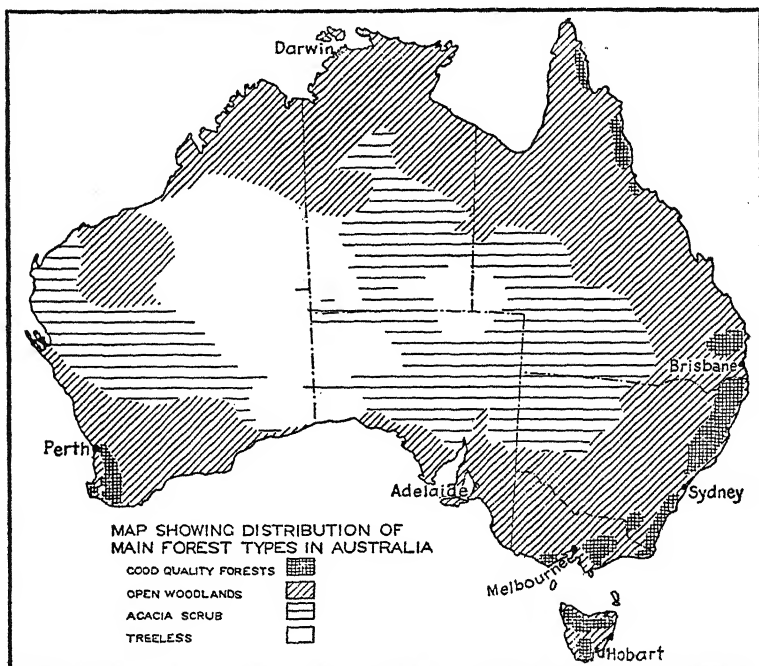 Darwin
Brisbane
Perth
Adelaide
Sydney
Melbourne
Hobart
MAP SHOWING DISTRIBUTION OF
MAIN FOREST TYPES IN AUSTRALIA
GOOD QUALITY FORESTS
OPEN WOODLANDS
ACACIA SCRUB
TREELESS